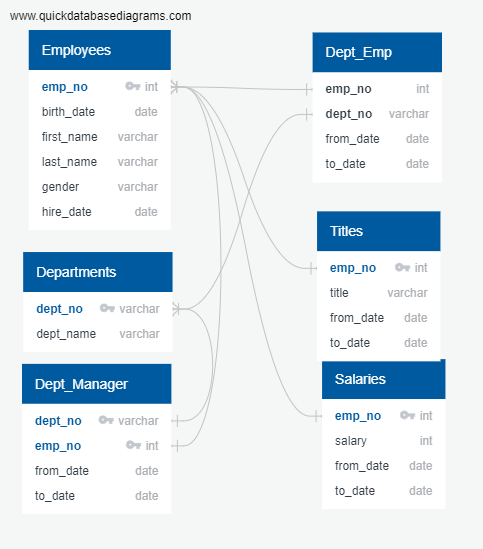 www.quickdatabasediagrams.com
Employees
emp_no int
birth_date date
first_name varchar
last_name varchar
gender varchar
hire_date date
Departments
dept_no varchar
dept_name varchar
Dept_Manager
dept_no varchar
emp_no int
from_date date
to_date date
Dept_Emp
emp_no int
dept_no varchar
from_date date
to_date date
Titles
emp_no int
title varchar
from_date date
to_date date
Salaries
emp_no int
salary int
from_date date
to_date date